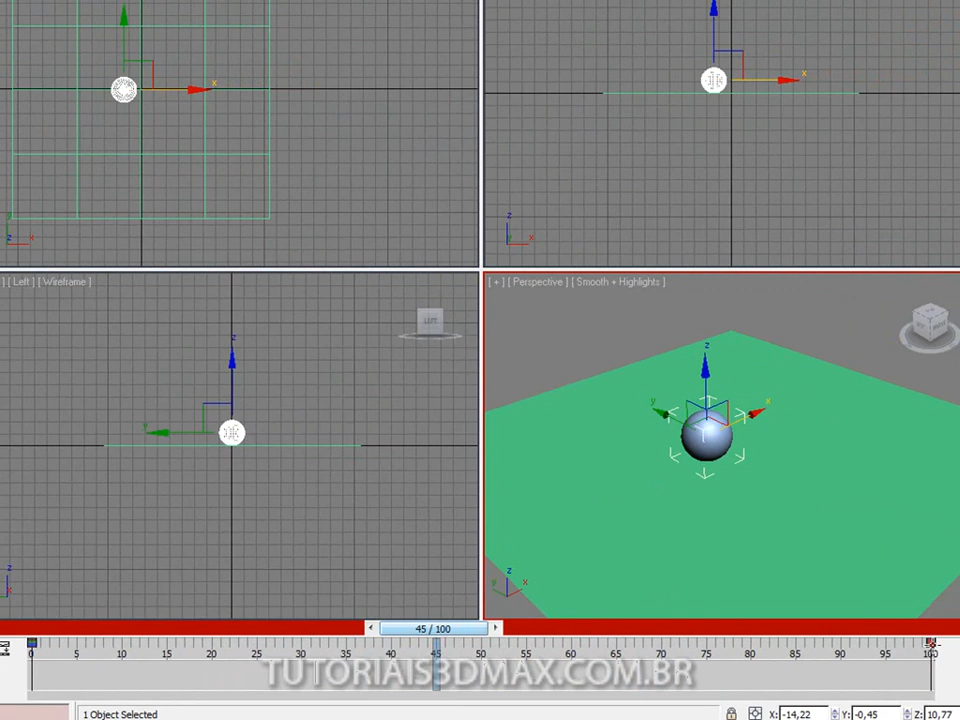 x
x
y
z
x
z
x
] [ Left ] [ Wireframe ]
[ + ] [ Perspective ] [ Smooth + Highlights ]
LEFT
z
z
y
x
y
z
z
y
x
45 / 100
0 5 10 15 20 25 30 35 40 45 50 55 60 65 70 75 80 85 90 95 100
TUTORIAIS3DMAX.COM.BR
1 Object Selected
X: -14,22 Y: -0,45 Z: 10,77